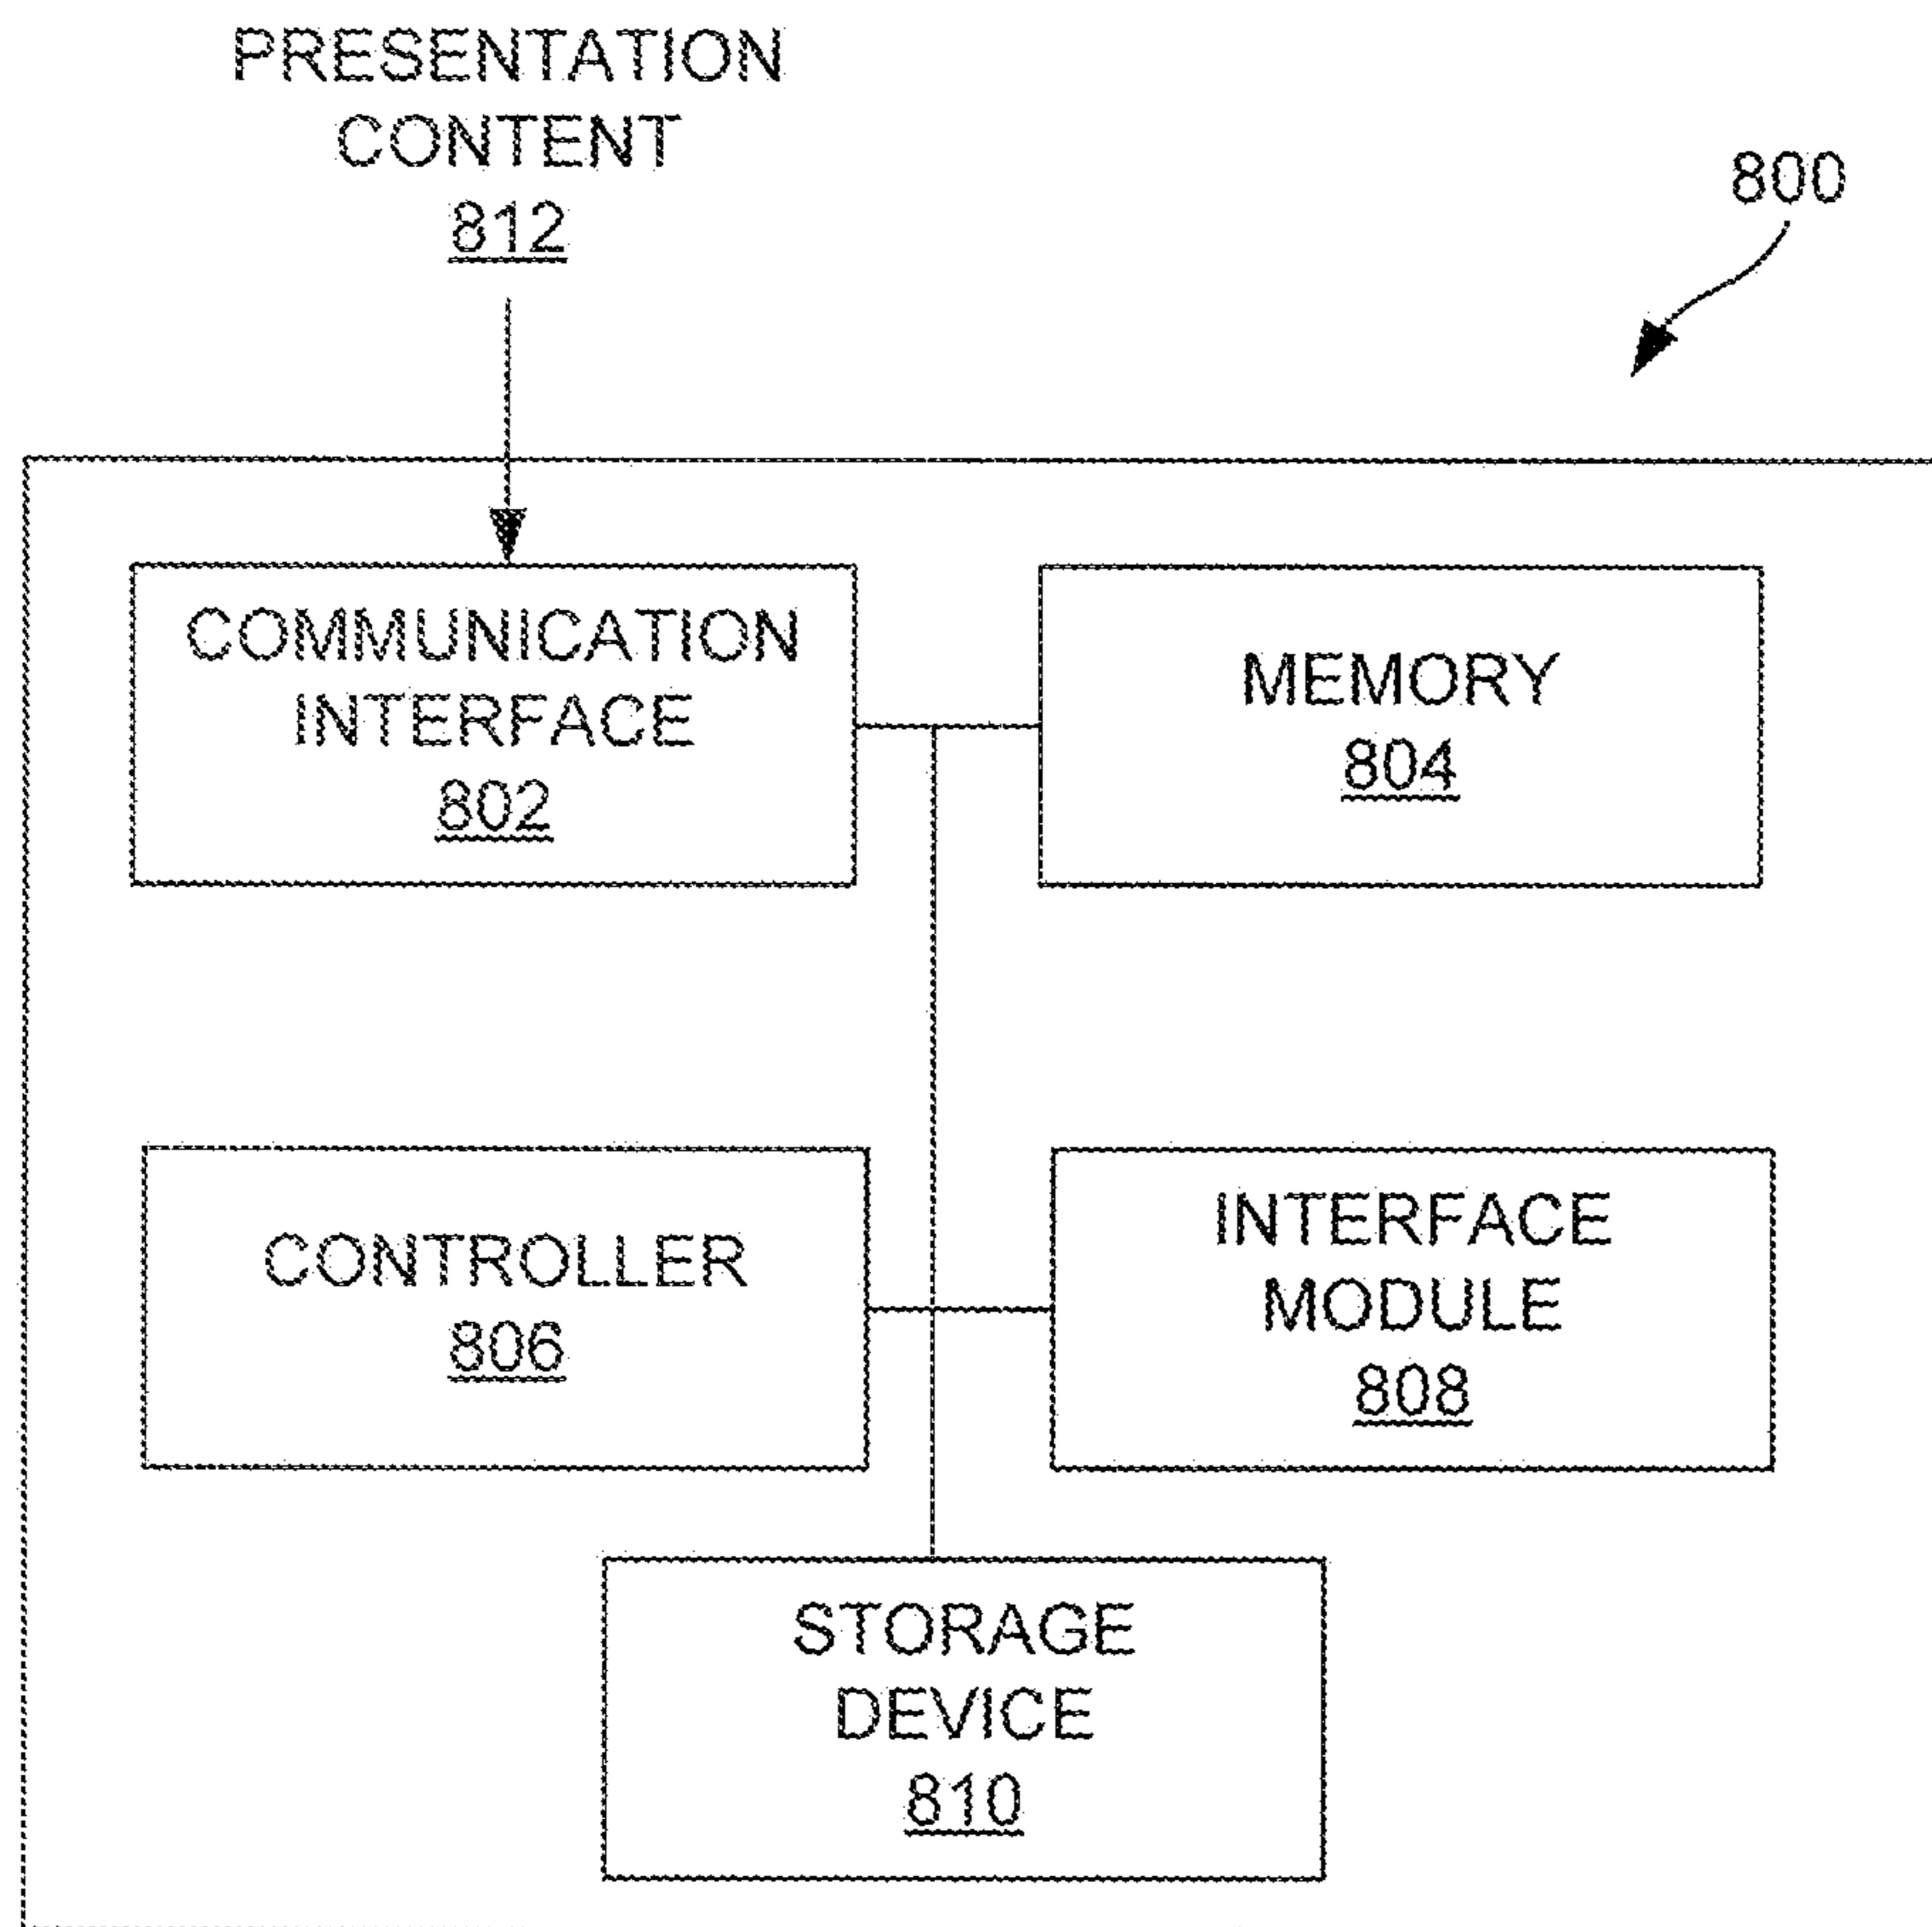 PRESENTATION
CONTENT
812
800
COMMUNICATION
INTERFACE
802
MEMORY
804
CONTROLLER
806
INTERFACE
MODULE
808
STORAGE
DEVICE
810